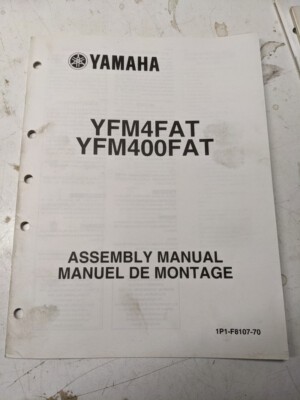 YAMAHA
YFM4FAT
YFM400FAT
ASSEMBLY MANUAL
MANUEL DE MONTAGE
1P1-F8107-70